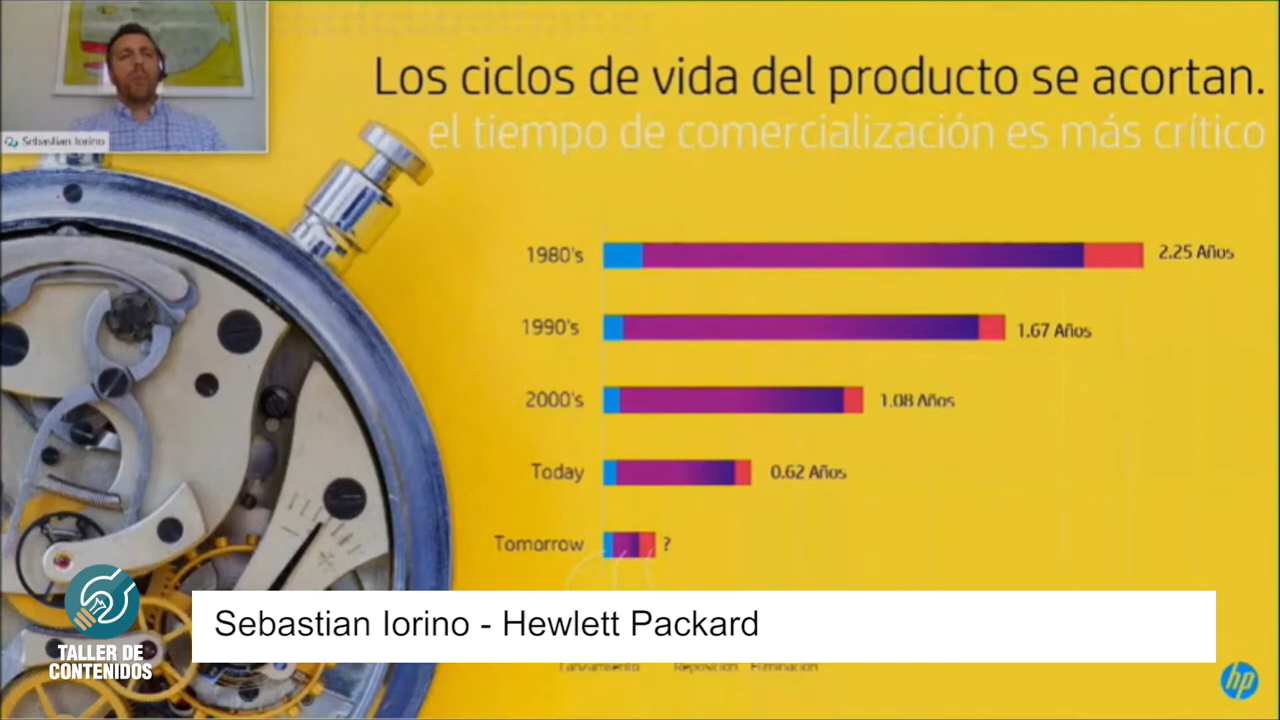 Sebastian Iorino
Los ciclos de vida del producto se acortan.
el tiempo de comercialización es más crítico
1980's
2.25 Años
1990's
1.67 Años
2000's
1.08 Años
Today
0.62 Años
Tomorrow
?
Sebastian Iorino - Hewlett Packard
TALLER DE
CONTENIDOS
Lanzamiento Reposición Eliminación
hp